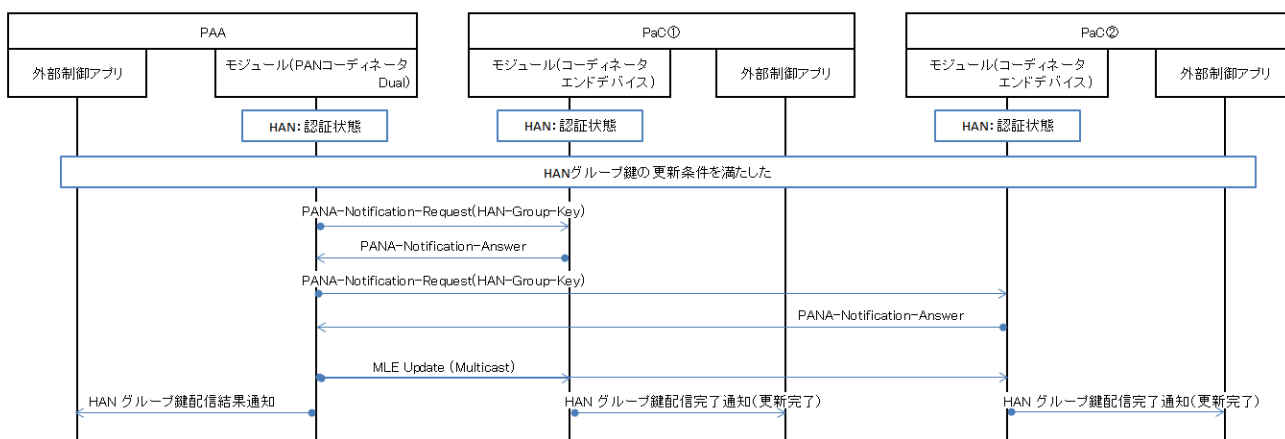 PAA
PaC①
PaC②
外部制御アプリ
モジュール(PANコーディネータ
Dual)
モジュール(コーディネータ
エンドデバイス)
外部制御アプリ
モジュール(コーディネータ
エンドデバイス)
外部制御アプリ
HAN:認証状態
HAN:認証状態
HAN:認証状態
HANグループ鍵の更新条件を満たした
PANA-Notification-Request(HAN-Group-Key)
PANA-Notification-Answer
PANA-Notification-Request(HAN-Group-Key)
PANA-Notification-Answer
MLE Update (Multicast)
HAN グループ鍵配信結果通知
HAN グループ鍵配信完了通知(更新完了)
HAN グループ鍵配信完了通知(更新完了)